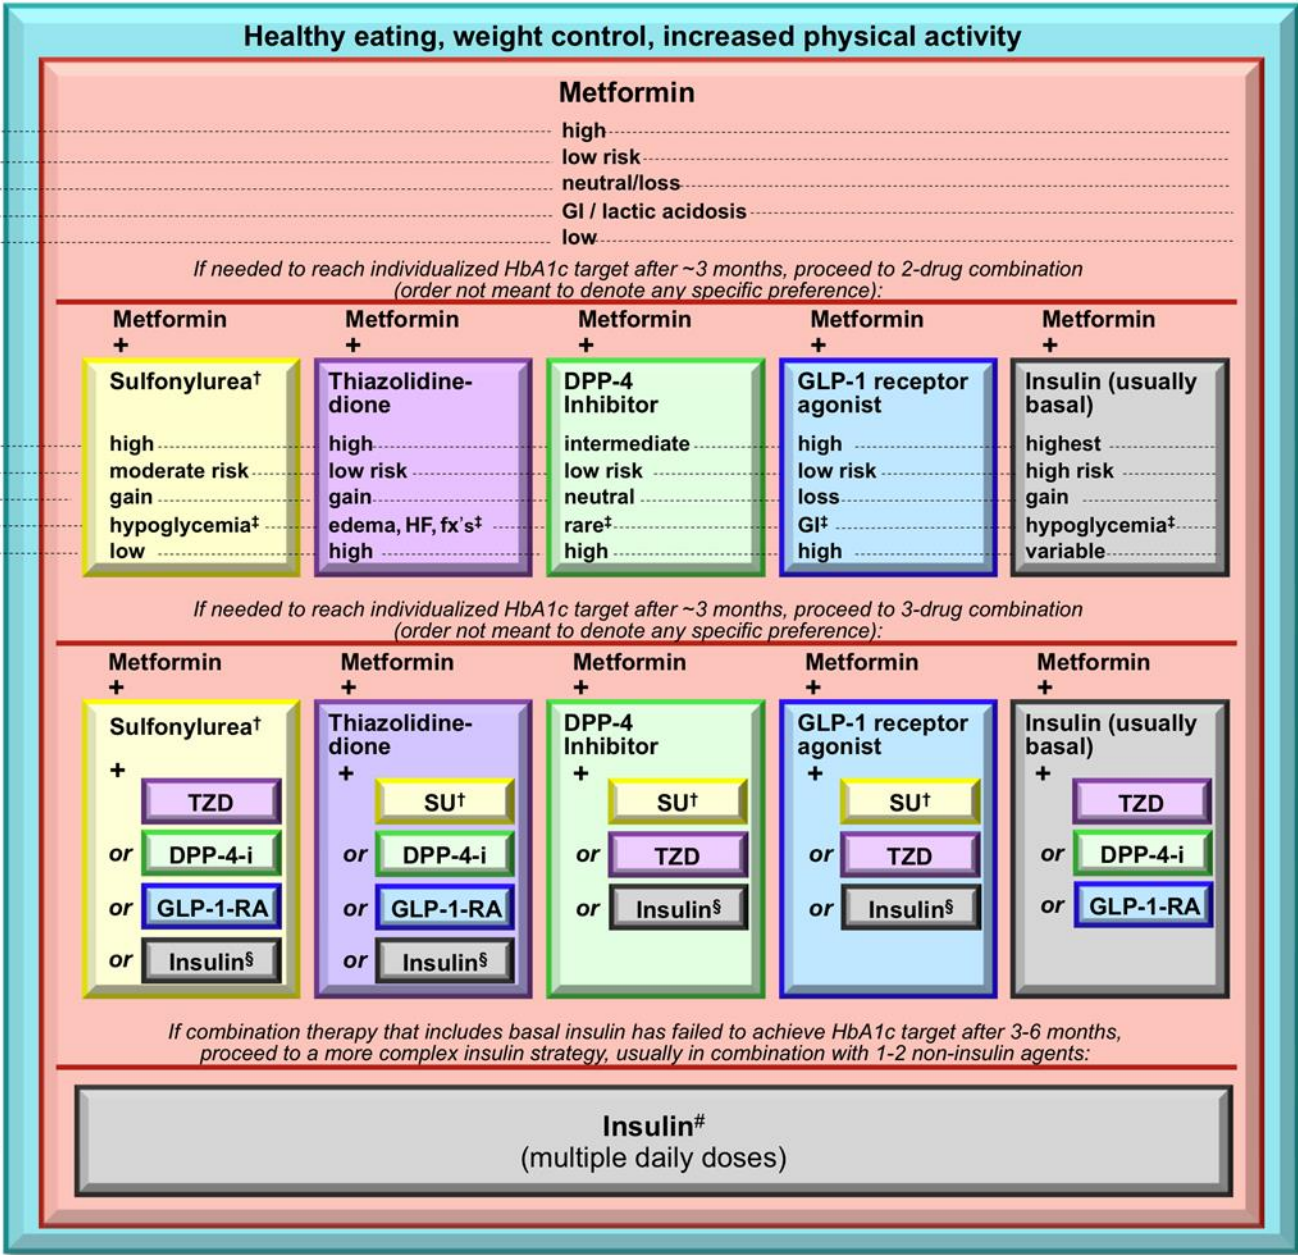 Healthy eating, weight control, increased physical activity
Metformin
high
low risk
neutral/loss
GI / lactic acidosis
low
If needed to reach individualized HbA1c target after ~3 months, proceed to 2-drug combination
(order not meant to denote any specific preference):
Metformin
+
Sulfonylurea†
high
moderate risk
gain
hypoglycemia‡
low
Metformin
+
Thiazolidine-
dione
high
low risk
gain
edema, HF, fx's‡
high
Metformin
+
DPP-4
Inhibitor
intermediate
low risk
neutral
rare‡
high
Metformin
+
GLP-1 receptor
agonist
high
low risk
loss
GI‡
high
Metformin
+
Insulin (usually
basal)
highest
high risk
gain
hypoglycemia‡
variable
If needed to reach individualized HbA1c target after ~3 months, proceed to 3-drug combination
(order not meant to denote any specific preference):
Metformin
+
Sulfonylurea†
+
TZD
or DPP-4-i
or GLP-1-RA
or Insulin§
Metformin
+
Thiazolidine-
dione
+
SU†
or DPP-4-i
or GLP-1-RA
or Insulin§
Metformin
+
DPP-4
Inhibitor
+
SU†
or TZD
or Insulin§
Metformin
+
GLP-1 receptor
agonist
+
SU†
or TZD
or Insulin§
Metformin
+
Insulin (usually
basal)
+
TZD
or DPP-4-i
or GLP-1-RA
If combination therapy that includes basal insulin has failed to achieve HbA1c target after 3-6 months,
proceed to a more complex insulin strategy, usually in combination with 1-2 non-insulin agents:
Insulin#
(multiple daily doses)